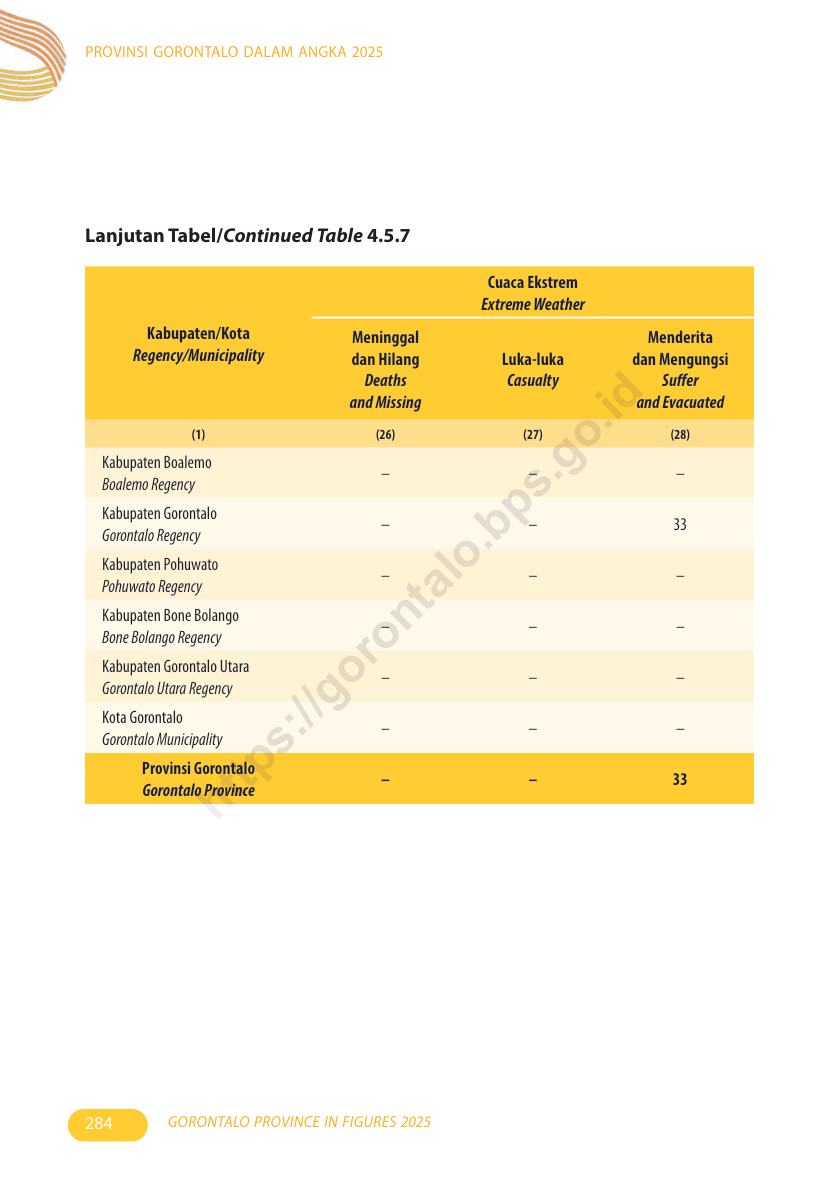 PROVINSI GORONTALO DALAM ANGKA 2025
Lanjutan Tabel/Continued Table 4.5.7
Kabupaten/Kota
Regency/Municipality
Cuaca Ekstrem
Extreme Weather
Meninggal
dan Hilang
Deaths
and Missing
Luka-luka
Casualty
Menderita
dan Mengungsi
Suffer
and Evacuated
(1) (26) (27) (28)
Kabupaten Boalemo
Boalemo Regency
– – –
Kabupaten Gorontalo
Gorontalo Regency
– – 33
Kabupaten Pohuwato
Pohuwato Regency
– – –
Kabupaten Bone Bolango
Bone Bolango Regency
– – –
Kabupaten Gorontalo Utara
Gorontalo Utara Regency
– – –
Kota Gorontalo
Gorontalo Municipality
– – –
Provinsi Gorontalo
Gorontalo Province
– – 33
https://gorontalo.bps.go.id
284
GORONTALO PROVINCE IN FIGURES 2025